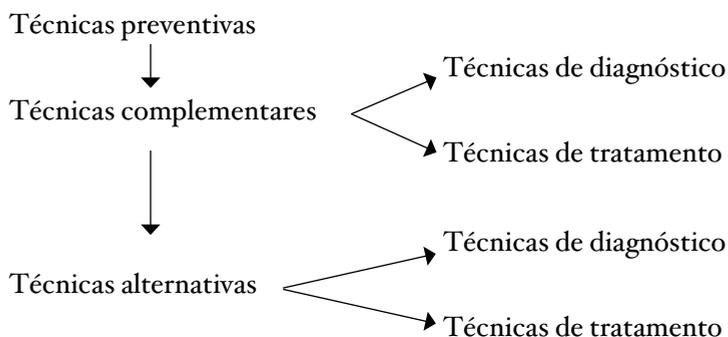 Técnicas preventivas
Técnicas de diagnóstico
Técnicas complementares
Técnicas de tratamento
Técnicas de diagnóstico
Técnicas alternativas
Técnicas de tratamento